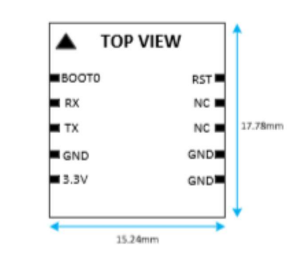 TOP VIEW
BOOT0 RST
RX NC
TX NC
GND GND
3.3V GND
17.78mm
15.24mm